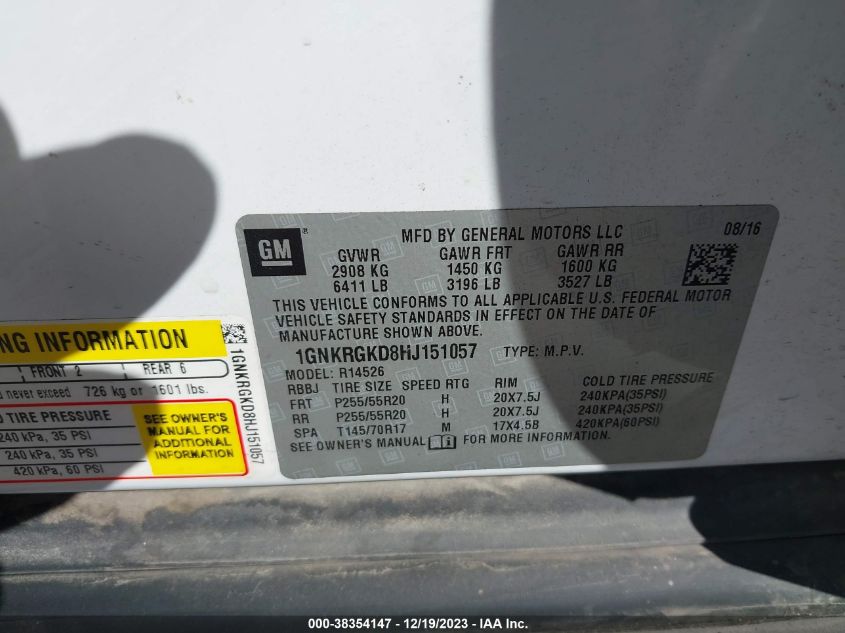 GM ®
MFD BY GENERAL MOTORS LLC 08/16
GVWR GAWR FRT GAWR RR
2908 KG 1450 KG 1600 KG
6411 LB 3196 LB 3527 LB
THIS VEHICLE CONFORMS TO ALL APPLICABLE U.S. FEDERAL MOTOR
VEHICLE SAFETY STANDARDS IN EFFECT ON THE DATE OF
MANUFACTURE SHOWN ABOVE.
1GNKRGKD8HJ151057 TYPE: M.P.V.
MODEL: R14526
RBBJ TIRE SIZE SPEED RTG RIM COLD TIRE PRESSURE
FRT P255/55R20 H 20X7.5J 240KPA(35PSI)
RR P255/55R20 H 20X7.5J 240KPA(35PSI)
SPA T145/70R17 M 17X4.5B 420KPA(60PSI)
SEE OWNER'S MANUAL FOR MORE INFORMATION.
NG INFORMATION
FRONT 2 REAR 6
never exceed 726 kg or 1601 lbs.
TIRE PRESSURE
240 kPa, 35 PSI
240 kPa, 35 PSI
420 kPa, 60 PSI
SEE OWNER'S
MANUAL FOR
ADDITIONAL
INFORMATION
1GNKRGKD8HJ151057
000-38354147 - 12/19/2023 - IAA Inc.